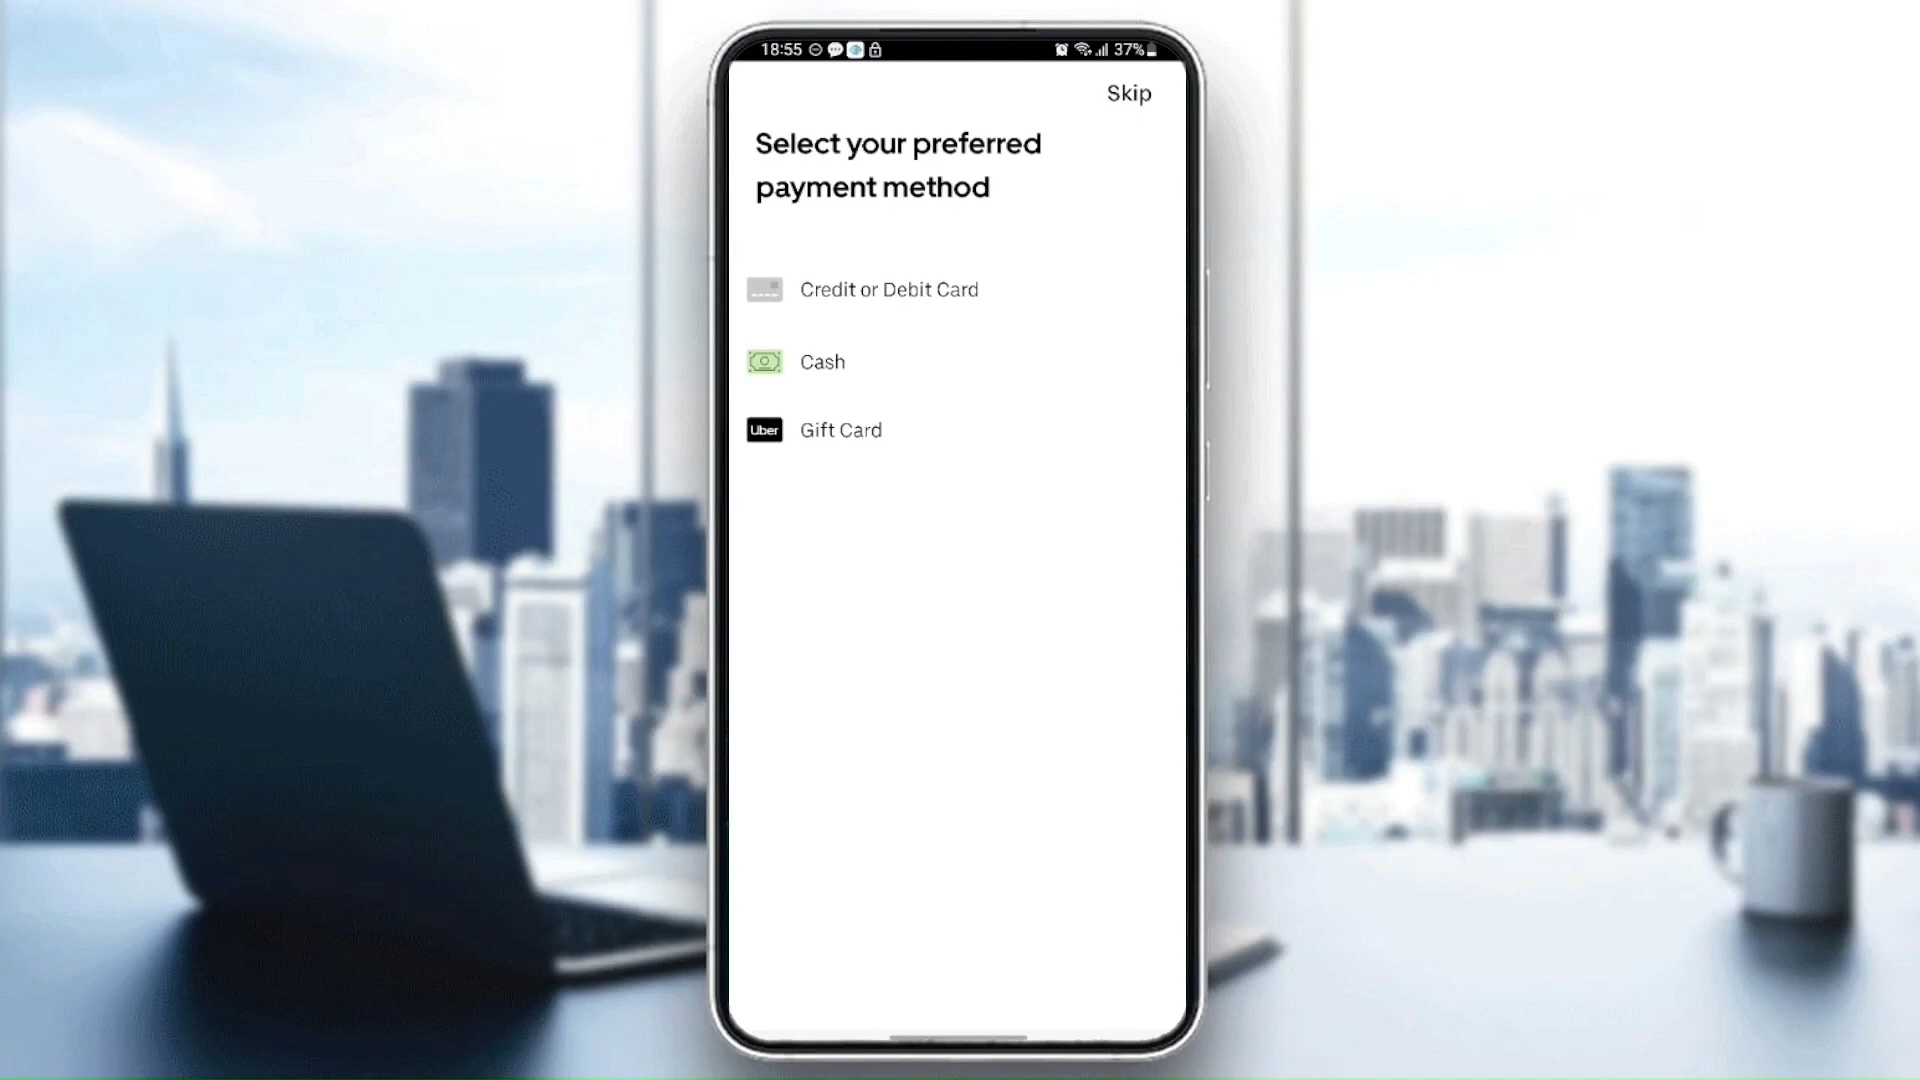 18:55
37%
Skip
Select your preferred
payment method
Credit or Debit Card
Cash
Uber
Gift Card